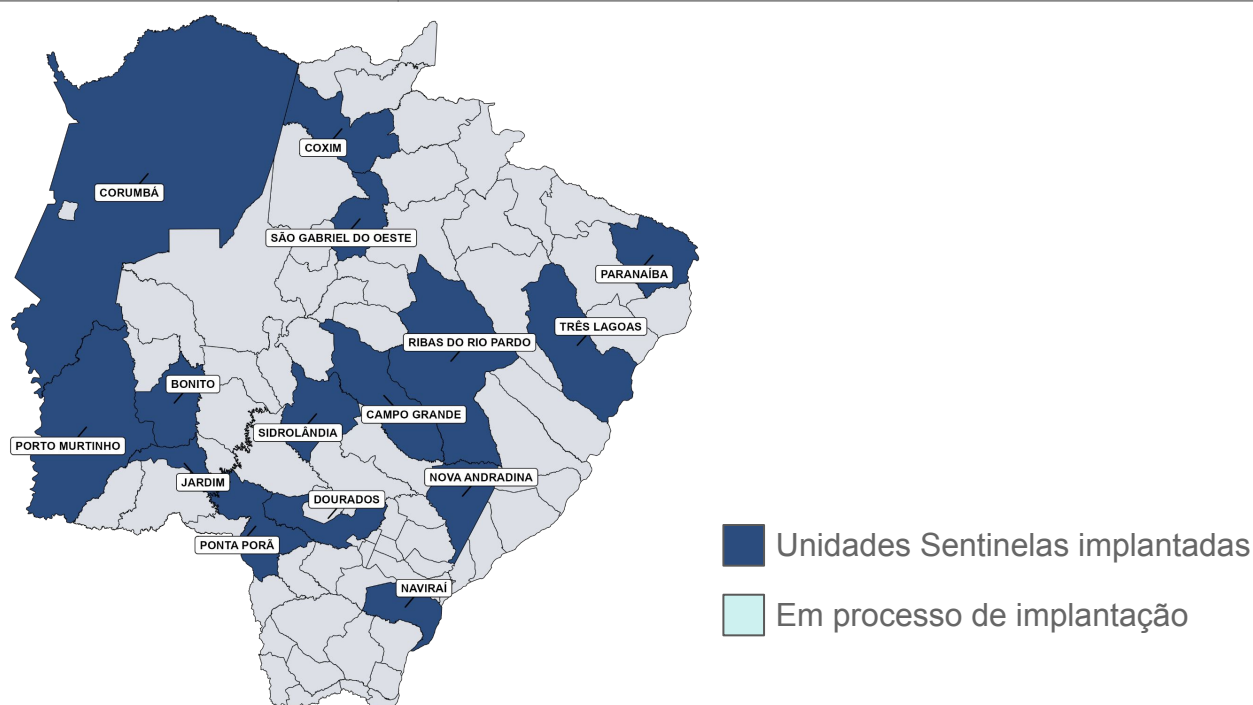 COXIM
CORUMBÁ
SÃO GABRIEL DO OESTE
PARANAÍBA
TRÊS LAGOAS
RIBAS DO RIO PARDO
BONITO
CAMPO GRANDE
SIDROLÂNDIA
PORTO MURTINHO
NOVA ANDRADINA
JARDIM
DOURADOS
PONTA PORÃ
NAVIRAÍ
Unidades Sentinelas implantadas
Em processo de implantação